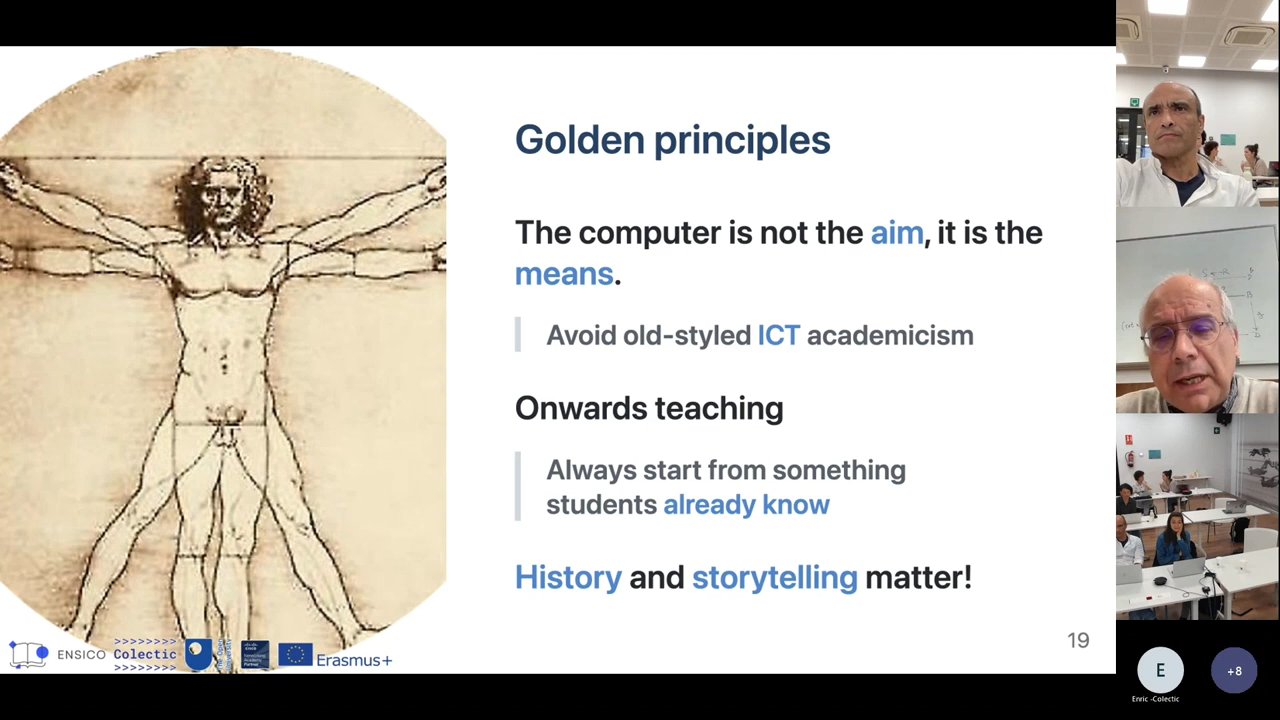 Golden principles
The computer is not the aim, it is the
means.
Avoid old-styled ICT academicism
Onwards teaching
Always start from something
students already know
History and storytelling matter!
19
ENSICO
>>>>>>>>
Colectic
>>>>>>>>
Erasmus+
E
+8
Enric -Colectic